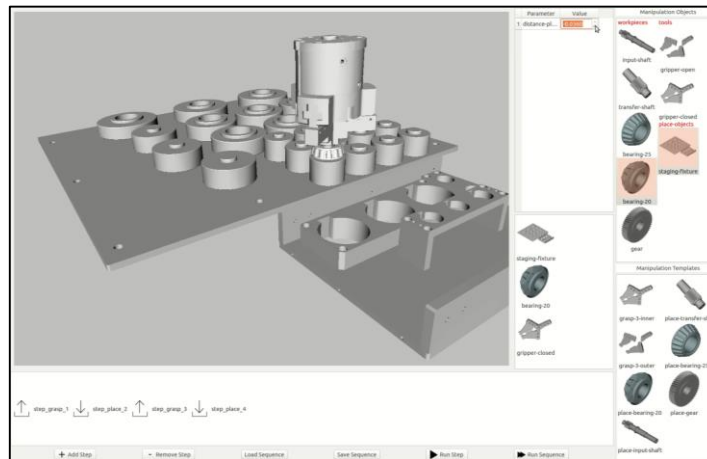 Parameter Value
1 distance-pl...
Manipulation Objects
workpieces tools
input-shaft
gripper-open
transfer-shaft
gripper-closed
place-objects
bearing-25
staging-fixture
bearing-20
gear
staging-fixture
bearing-20
gripper-closed
Manipulation Templates
grasp-3-inner place-transfer-sh
grasp-3-outer place-bearing-25
place-bearing-20 place-gear
place-input-shaft
step_grasp_1 step_place_2 step_grasp_3 step_place_4
+ Add Step - Remove Step Load Sequence Save Sequence Run Step Run Sequence